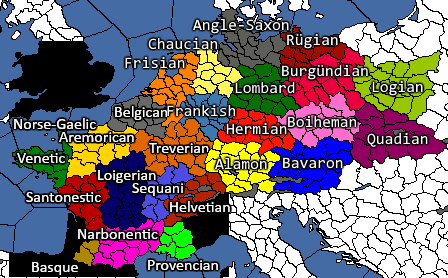 Angle-Saxon
Chaucian
Rügian
Frisian
Burgündian
Lombard
Logian
Belgican
Frankish
Norse-Gaelic
Hermian
Boiheman
Aremorican
Quadian
Venetic
Treverian
Alamon
Bavaron
Loigerian
Sequani
Santonestic
Helvetian
Narbonentic
Basque
Provencian